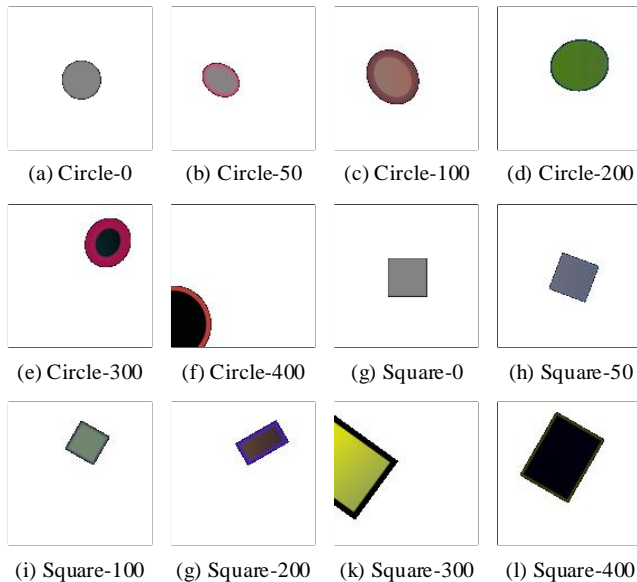 (a) Circle-0 (b) Circle-50 (c) Circle-100 (d) Circle-200
(e) Circle-300 (f) Circle-400 (g) Square-0 (h) Square-50
(i) Square-100 (g) Square-200 (k) Square-300 (l) Square-400